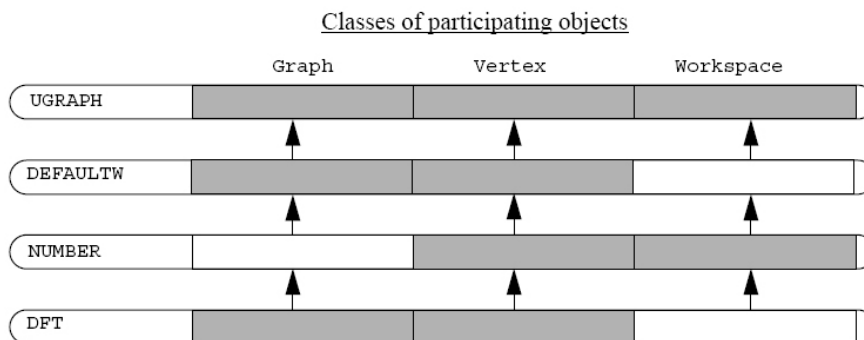 Classes of participating objects
Graph Vertex Workspace
UGRAPH
DEFAULTW
NUMBER
DFT